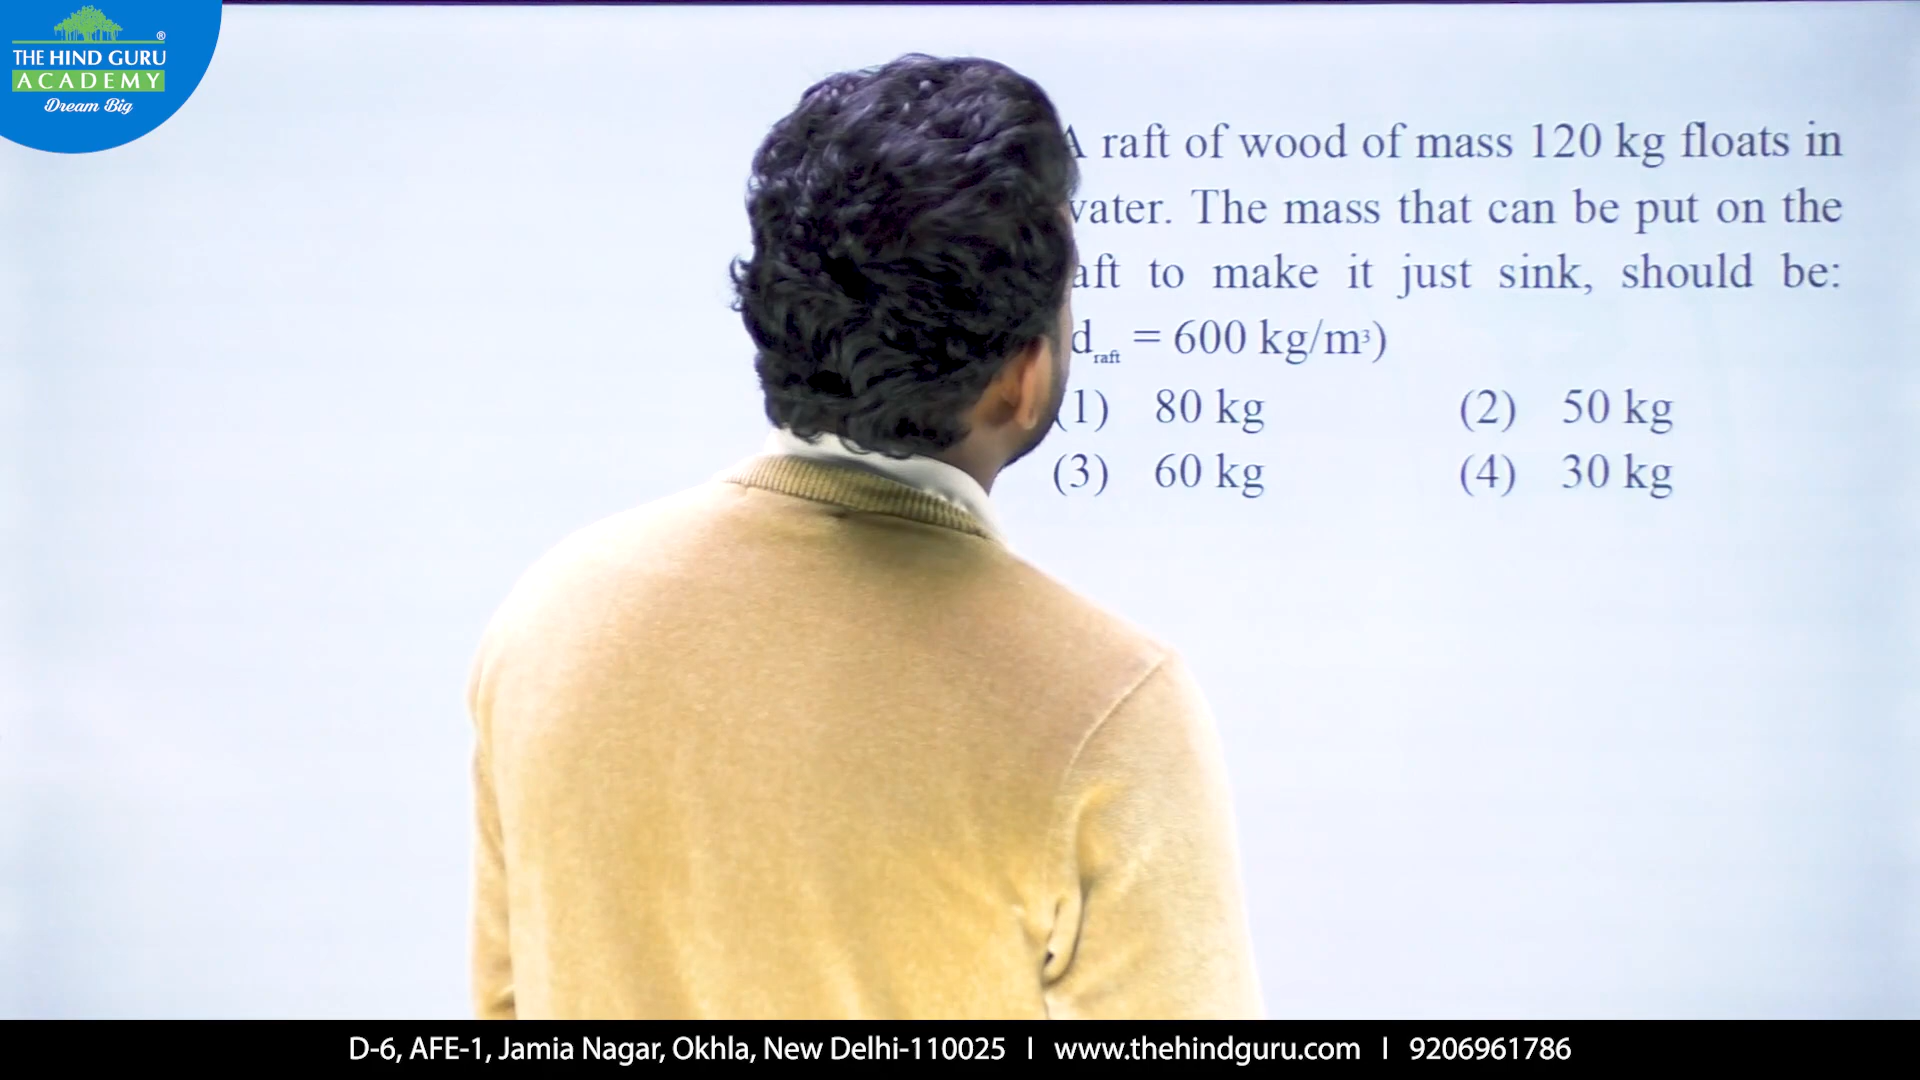 THE HIND GURU
ACADEMY
Dream Big
A raft of wood of mass 120 kg floats in
The mass that can be put on the
to make it just sink, should be:
d raft = 600 kg/m³)
(1) 80 kg (2) 50 kg
(3) 60 kg (4) 30 kg
D-6, AFE-1, Jamia Nagar, Okhla, New Delhi-110025 | www.thehindguru.com | 9206961786